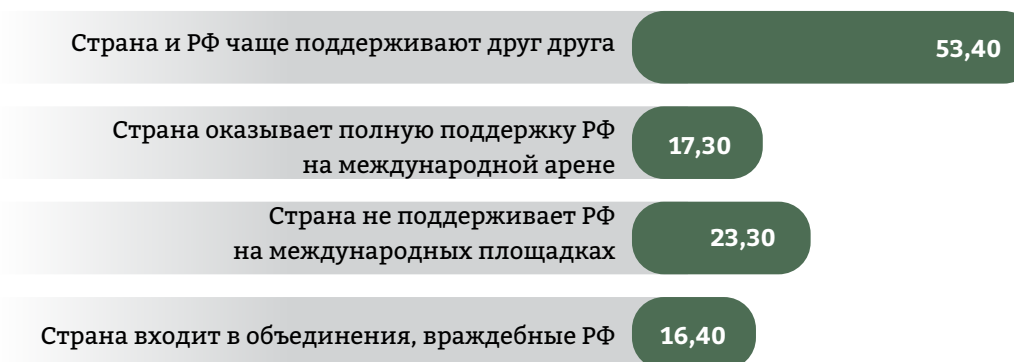 Страна и РФ чаще поддерживают друг друга
53,40
Страна оказывает полную поддержку РФ
на международной арене
17,30
Страна не поддерживает РФ
на международных площадках
23,30
Страна входит в объединения, враждебные РФ
16,40